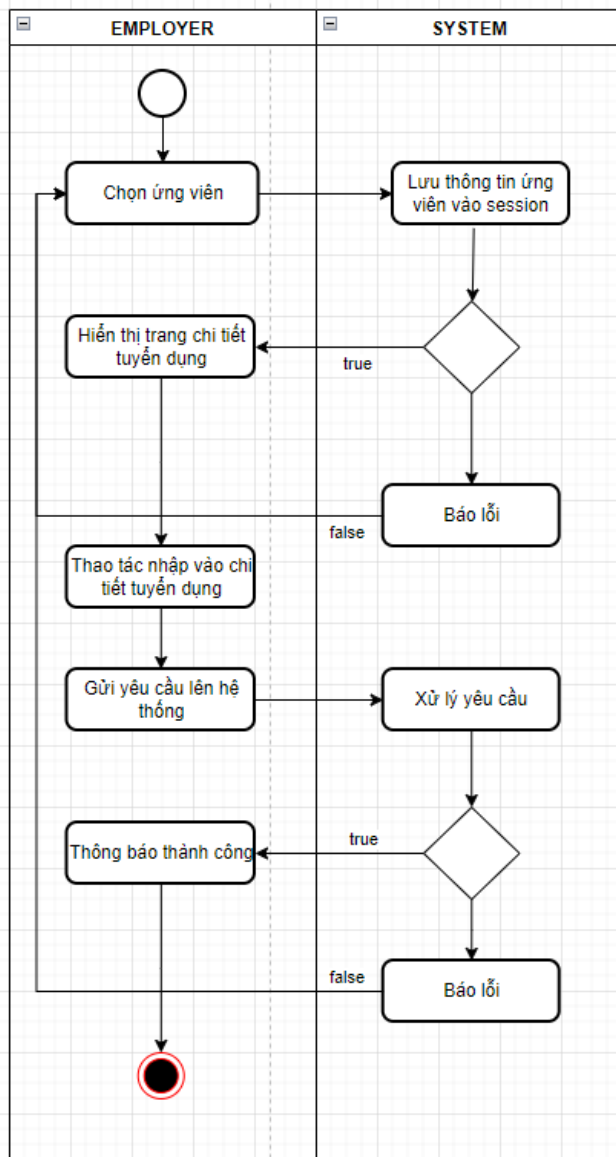 EMPLOYER
SYSTEM
Chọn ứng viên
Lưu thông tin ứng
viên vào session
Hiển thị trang chi tiết
tuyển dụng
true
Báo lỗi
false
Thao tác nhập vào chi
tiết tuyển dụng
Gửi yêu cầu lên hệ
thống
Xử lý yêu cầu
Thông báo thành công
true
Báo lỗi
false